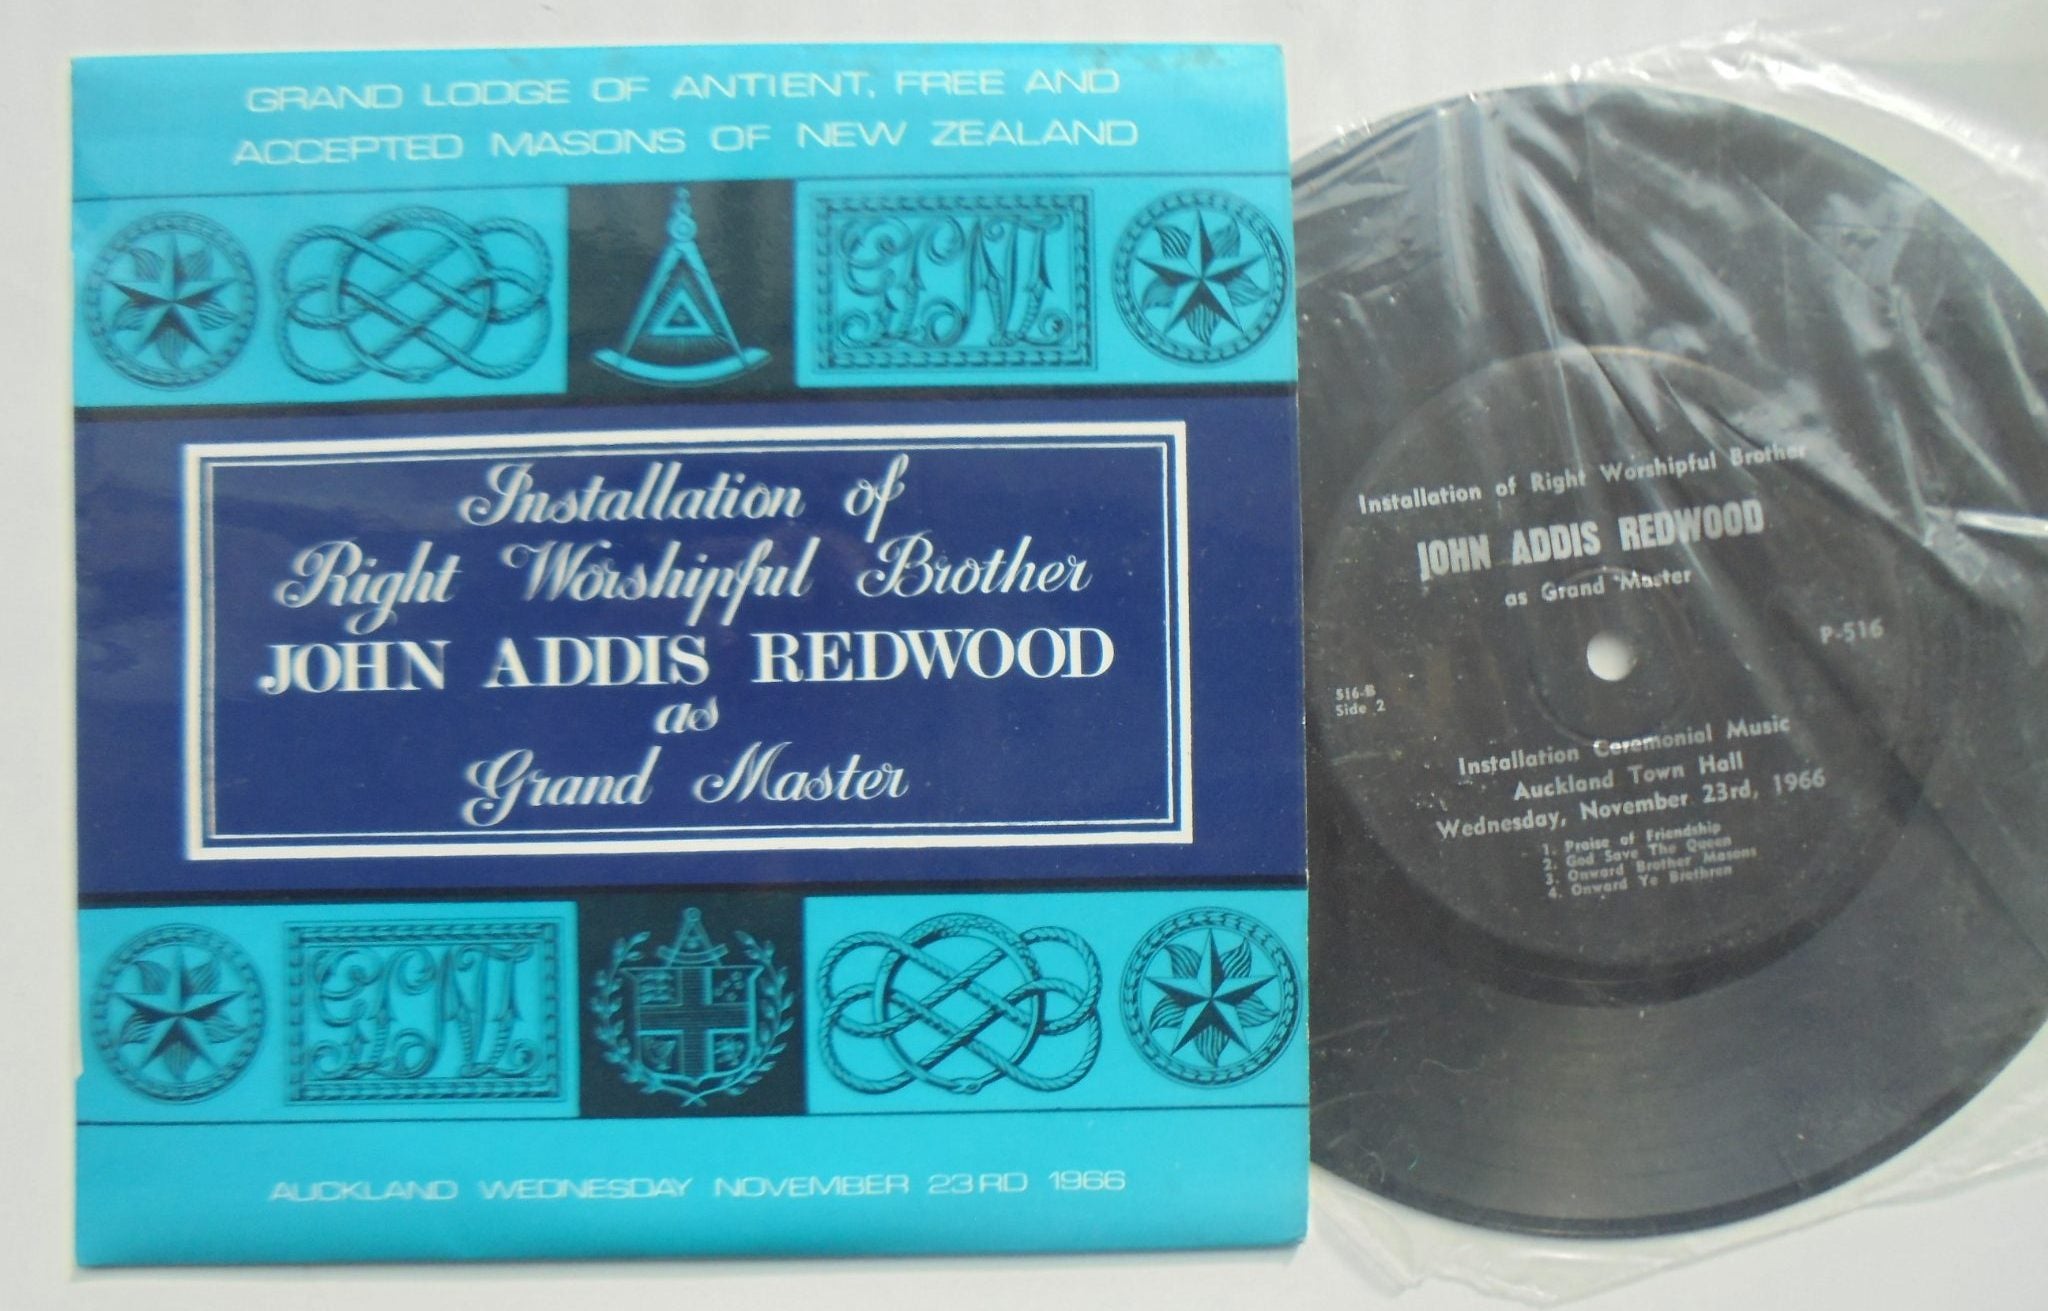 GRAND LODGE OF ANTIENT, FREE AND
ACCEPTED MASONS OF NEW ZEALAND
GLNZ
Installation of
Right Worshipful Brother
JOHN ADDIS REDWOOD
as
Grand Master
GLNZ
AUCKLAND WEDNESDAY NOVEMBER 23RD 1966
Installation of Right Worshipful Brother
JOHN ADDIS REDWOOD
as Grand Master
P-516
516-B
Side 2
Installation Ceremonial Music
Auckland Town Hall
Wednesday, November 23rd, 1966
1. Praise of Friendship
2. God Save The Queen
3. Onward Brother Masons
4. Onward Ye Brethren